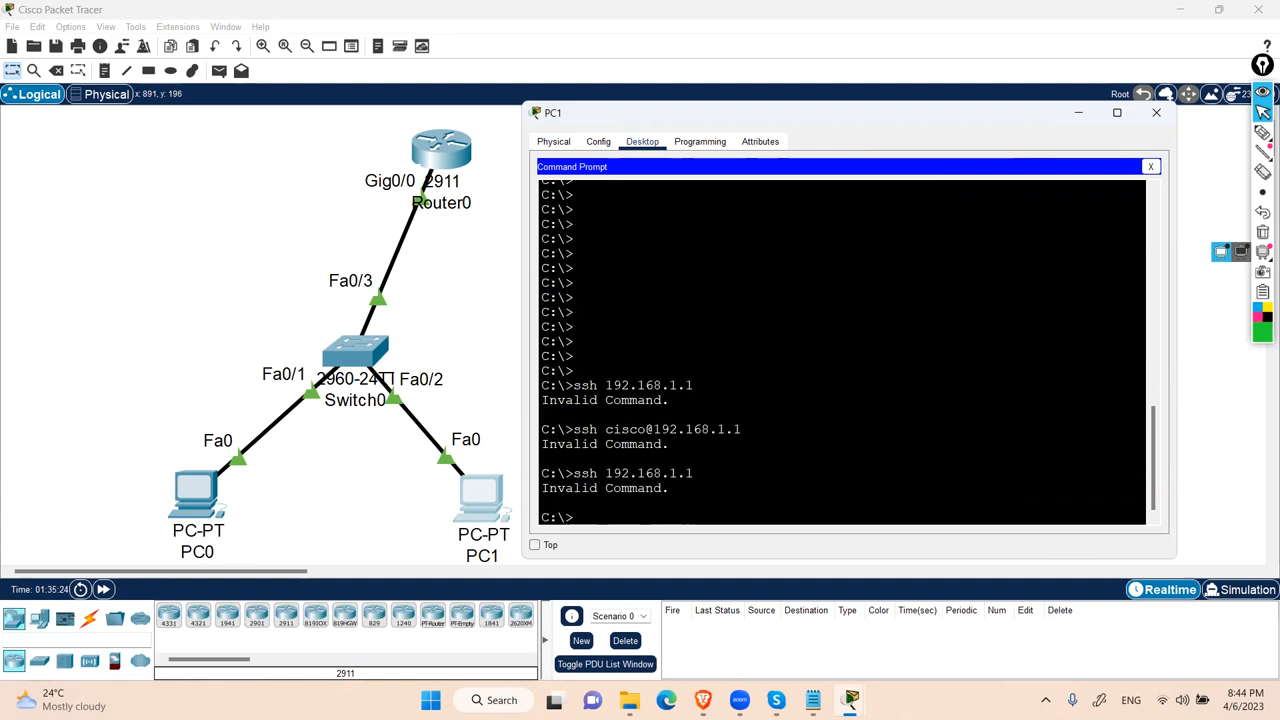 Cisco Packet Tracer
File Edit Options View Tools Extensions Window Help
Logical Physical x: 891, y: 196 Root
Gig0/0 2911
Router0
Fa0/3
Fa0/1 2960-24TT Fa0/2
Switch0
Fa0 Fa0
PC-PT
PC0
PC-PT
PC1
PC1
Physical Config Desktop Programming Attributes
Command Prompt X
C:\>
C:\>
C:\>
C:\>
C:\>
C:\>
C:\>
C:\>
C:\>
C:\>
C:\>
C:\>
C:\>
C:\>
C:\>ssh 192.168.1.1
Invalid Command.
C:\>ssh cisco@192.168.1.1
Invalid Command.
C:\>ssh 192.168.1.1
Invalid Command.
C:\>
Top
Time: 01:35:24 Realtime Simulation
4331 4321 1941 2901 2911 819IOX 819HGW 829 1240 PT-Router PT-Empty 1841 2620XM
2911
Scenario 0
New Delete
Toggle PDU List Window
Fire Last Status Source Destination Type Color Time(sec) Periodic Num Edit Delete
24°C
Mostly cloudy
Search
zoom
ENG
8:44 PM
4/6/2023